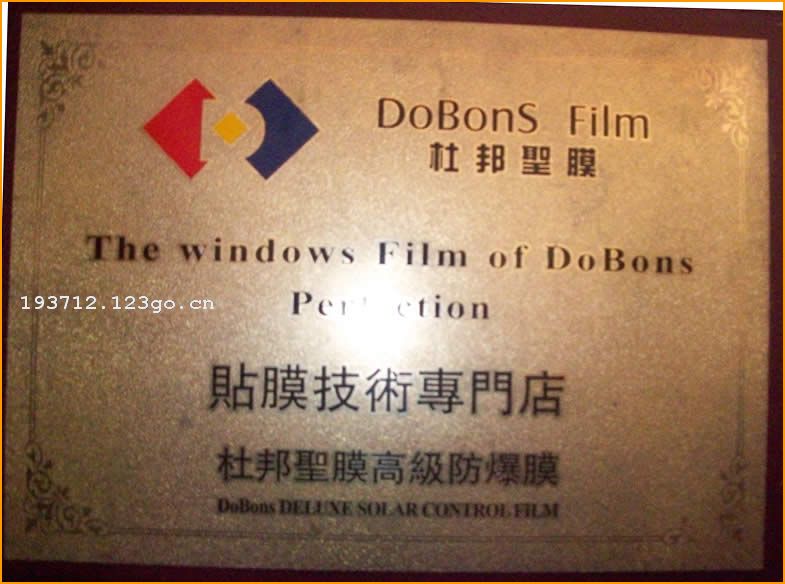 DoBonS Film
杜邦聖膜
The windows Film of DoBons
193712.123go.cn
貼膜技術專門店
杜邦聖膜高級防爆膜
DoBons DELUXE SOLAR CONTROL FILM